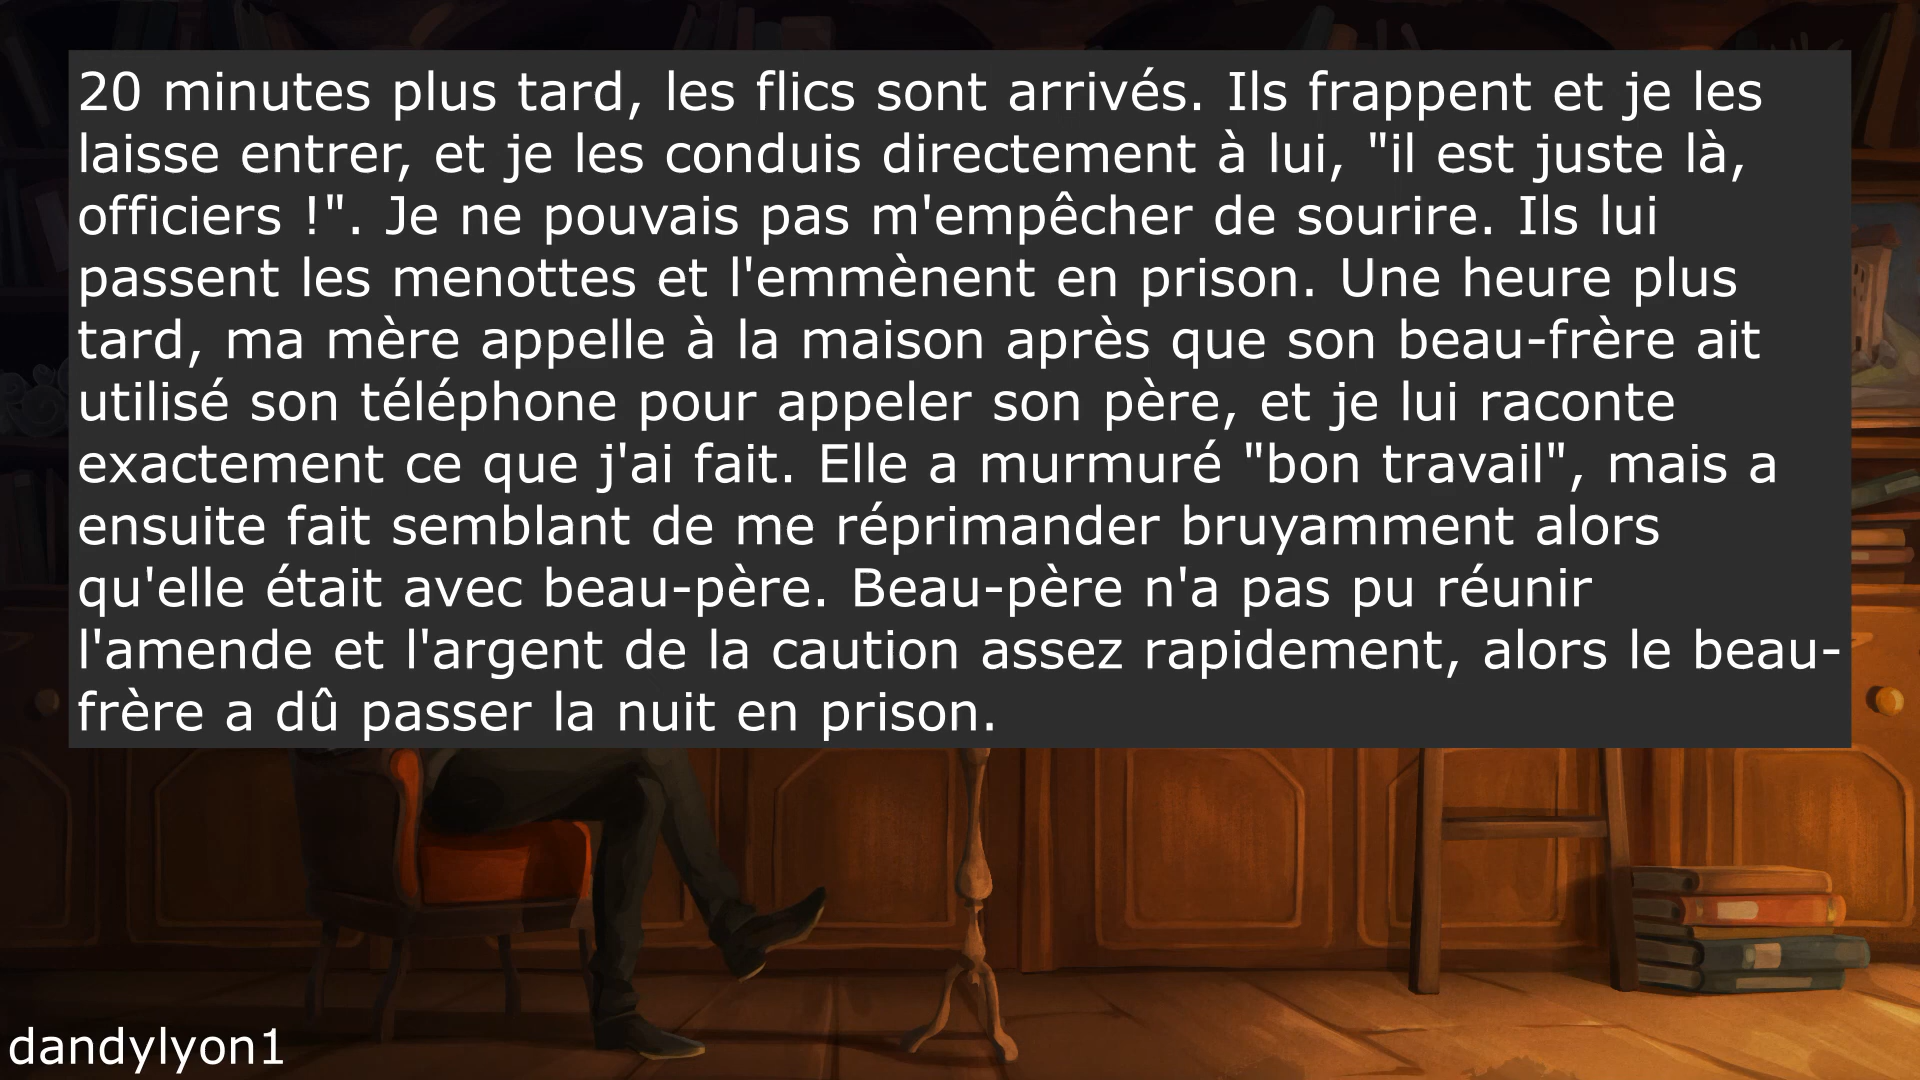 20 minutes plus tard, les flics sont arrivés. Ils frappent et je les
laisse entrer, et je les conduis directement à lui, "il est juste là,
officiers !". Je ne pouvais pas m'empêcher de sourire. Ils lui
passent les menottes et l'emmènent en prison. Une heure plus
tard, ma mère appelle à la maison après que son beau-frère ait
utilisé son téléphone pour appeler son père, et je lui raconte
exactement ce que j'ai fait. Elle a murmuré "bon travail", mais a
ensuite fait semblant de me réprimander bruyamment alors
qu'elle était avec beau-père. Beau-père n'a pas pu réunir
l'amende et l'argent de la caution assez rapidement, alors le beau-
frère a dû passer la nuit en prison.
dandylyon1